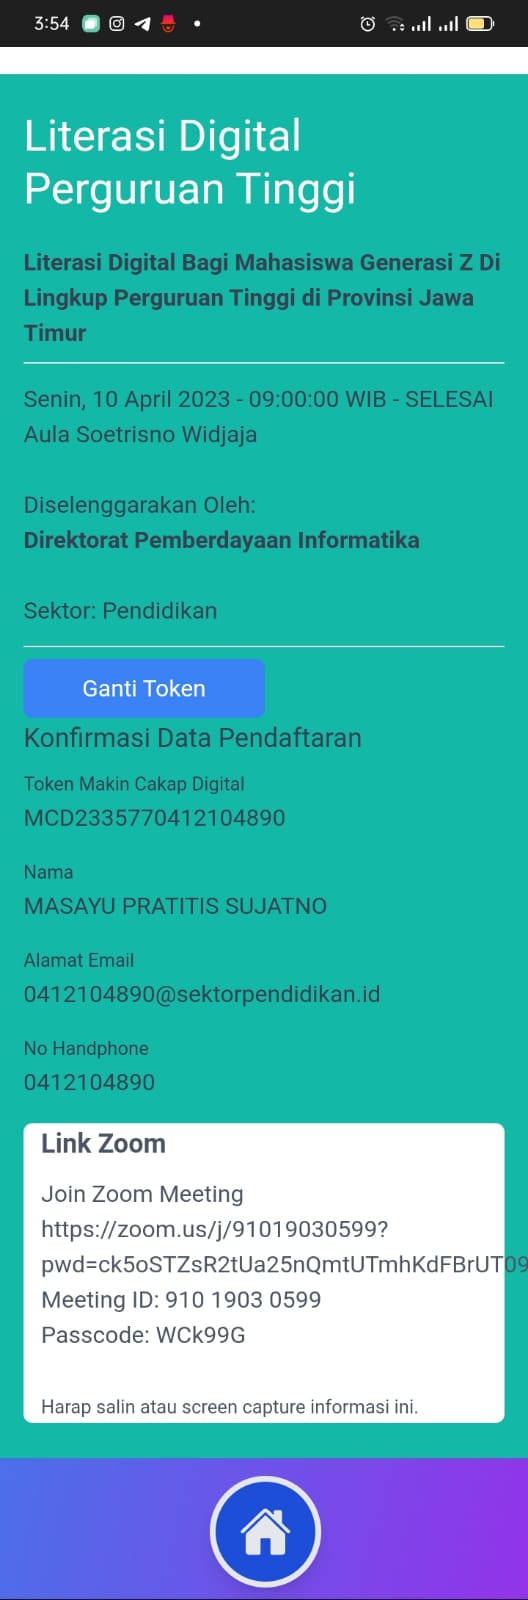 3:54
Literasi Digital
Perguruan Tinggi
Literasi Digital Bagi Mahasiswa Generasi Z Di
Lingkup Perguruan Tinggi di Provinsi Jawa
Timur
Senin, 10 April 2023 - 09:00:00 WIB - SELESAI
Aula Soetrisno Widjaja
Diselenggarakan Oleh:
Direktorat Pemberdayaan Informatika
Sektor: Pendidikan
Ganti Token
Konfirmasi Data Pendaftaran
Token Makin Cakap Digital
MCD2335770412104890
Nama
MASAYU PRATITIS SUJATNO
Alamat Email
0412104890@sektorpendidikan.id
No Handphone
0412104890
Link Zoom
Join Zoom Meeting
https://zoom.us/j/91019030599?
pwd=ck5oSTZsR2tUa25nQmtUTmhKdFBrUT09
Meeting ID: 910 1903 0599
Passcode: WCk99G
Harap salin atau screen capture informasi ini.